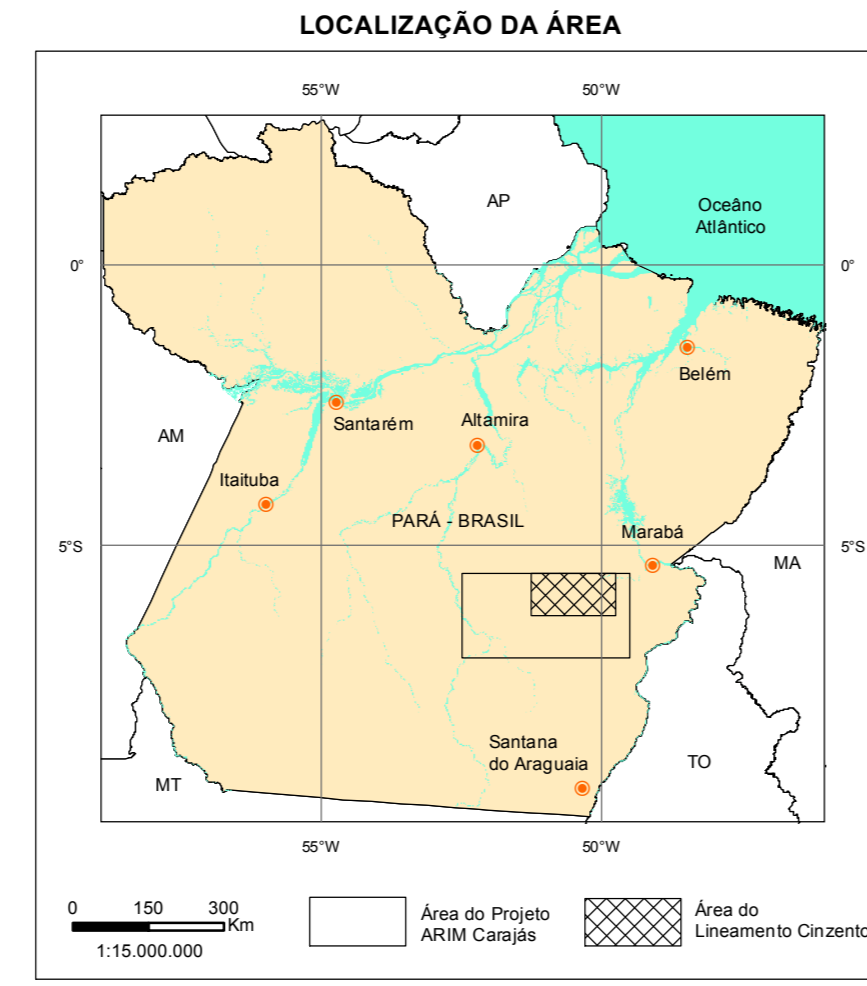 LOCALIZAÇÃO DA ÁREA
55°W 50°W
AP
Oceâno
Atlântico
0° 0°
Belém
Santarém
Altamira
AM
Itaituba
PARÁ - BRASIL
Marabá
5°S 5°S
MA
Santana
do Araguaia
TO
MT
55°W 50°W
0 150 300
Km
1:15.000.000
Área do Projeto
ARIM Carajás
Área do
Lineamento Cinzento